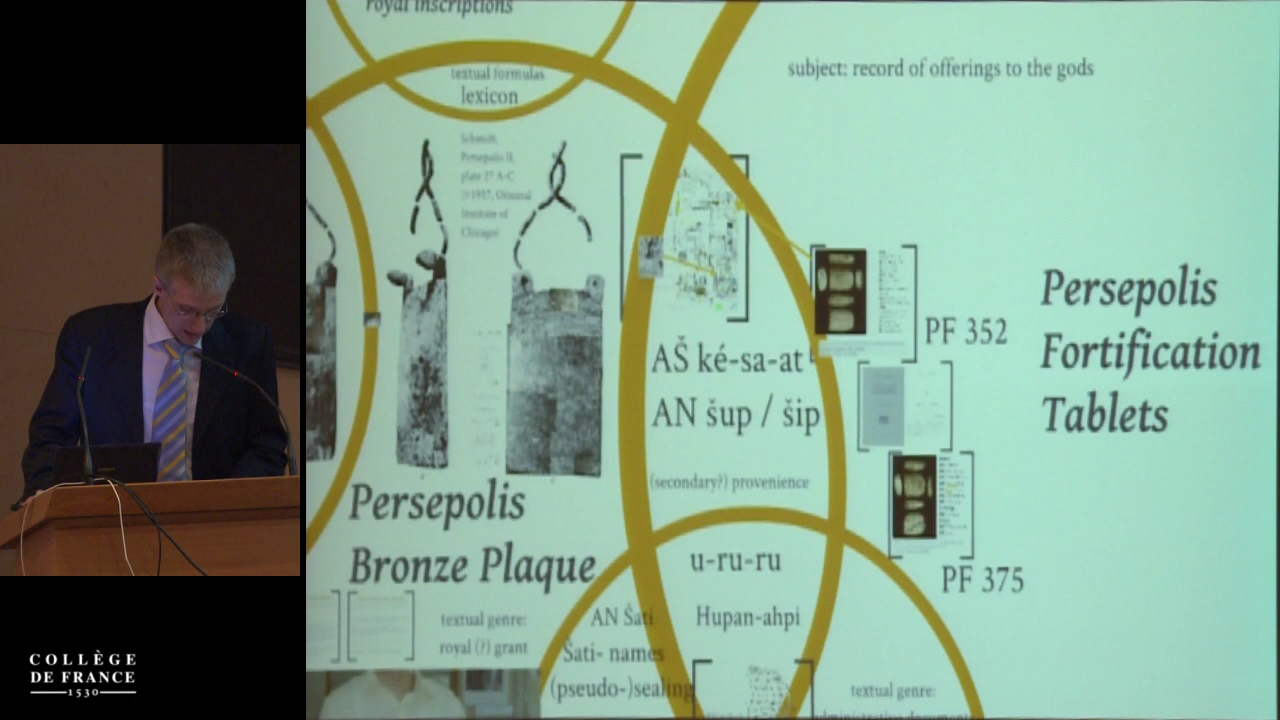 royal inscriptions
textual formulas
lexicon
subject: record of offerings to the gods
Schmidt,
Persepolis II,
plate 27 A-C
(©1957, Oriental
Institute of
Chicago)
AŠ ké-sa-at
AN šup / šip
(secondary?) provenience
PF 352
Persepolis
Fortification
Tablets
PF 375
Persepolis
Bronze Plaque
textual genre:
royal (?) grant
u-ru-ru
AN Šati
Hupan-ahpi
Šati- names
(pseudo-)sealing
textual genre:
administrative documents
COLLÈGE
DE FRANCE
1530